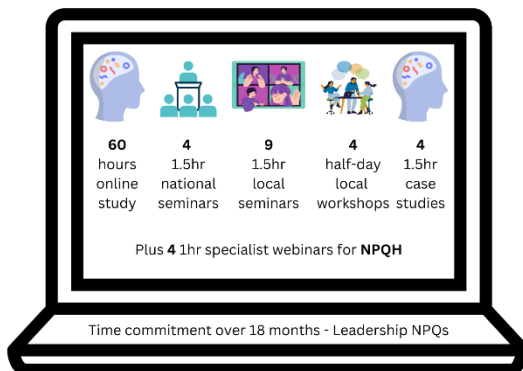 60
hours
online
study
4
1.5hr
national
seminars
9
1.5hr
local
seminars
4
half-day
local
workshops
4
1.5hr
case
studies
Plus 4 1hr specialist webinars for NPQH
Time commitment over 18 months - Leadership NPQs